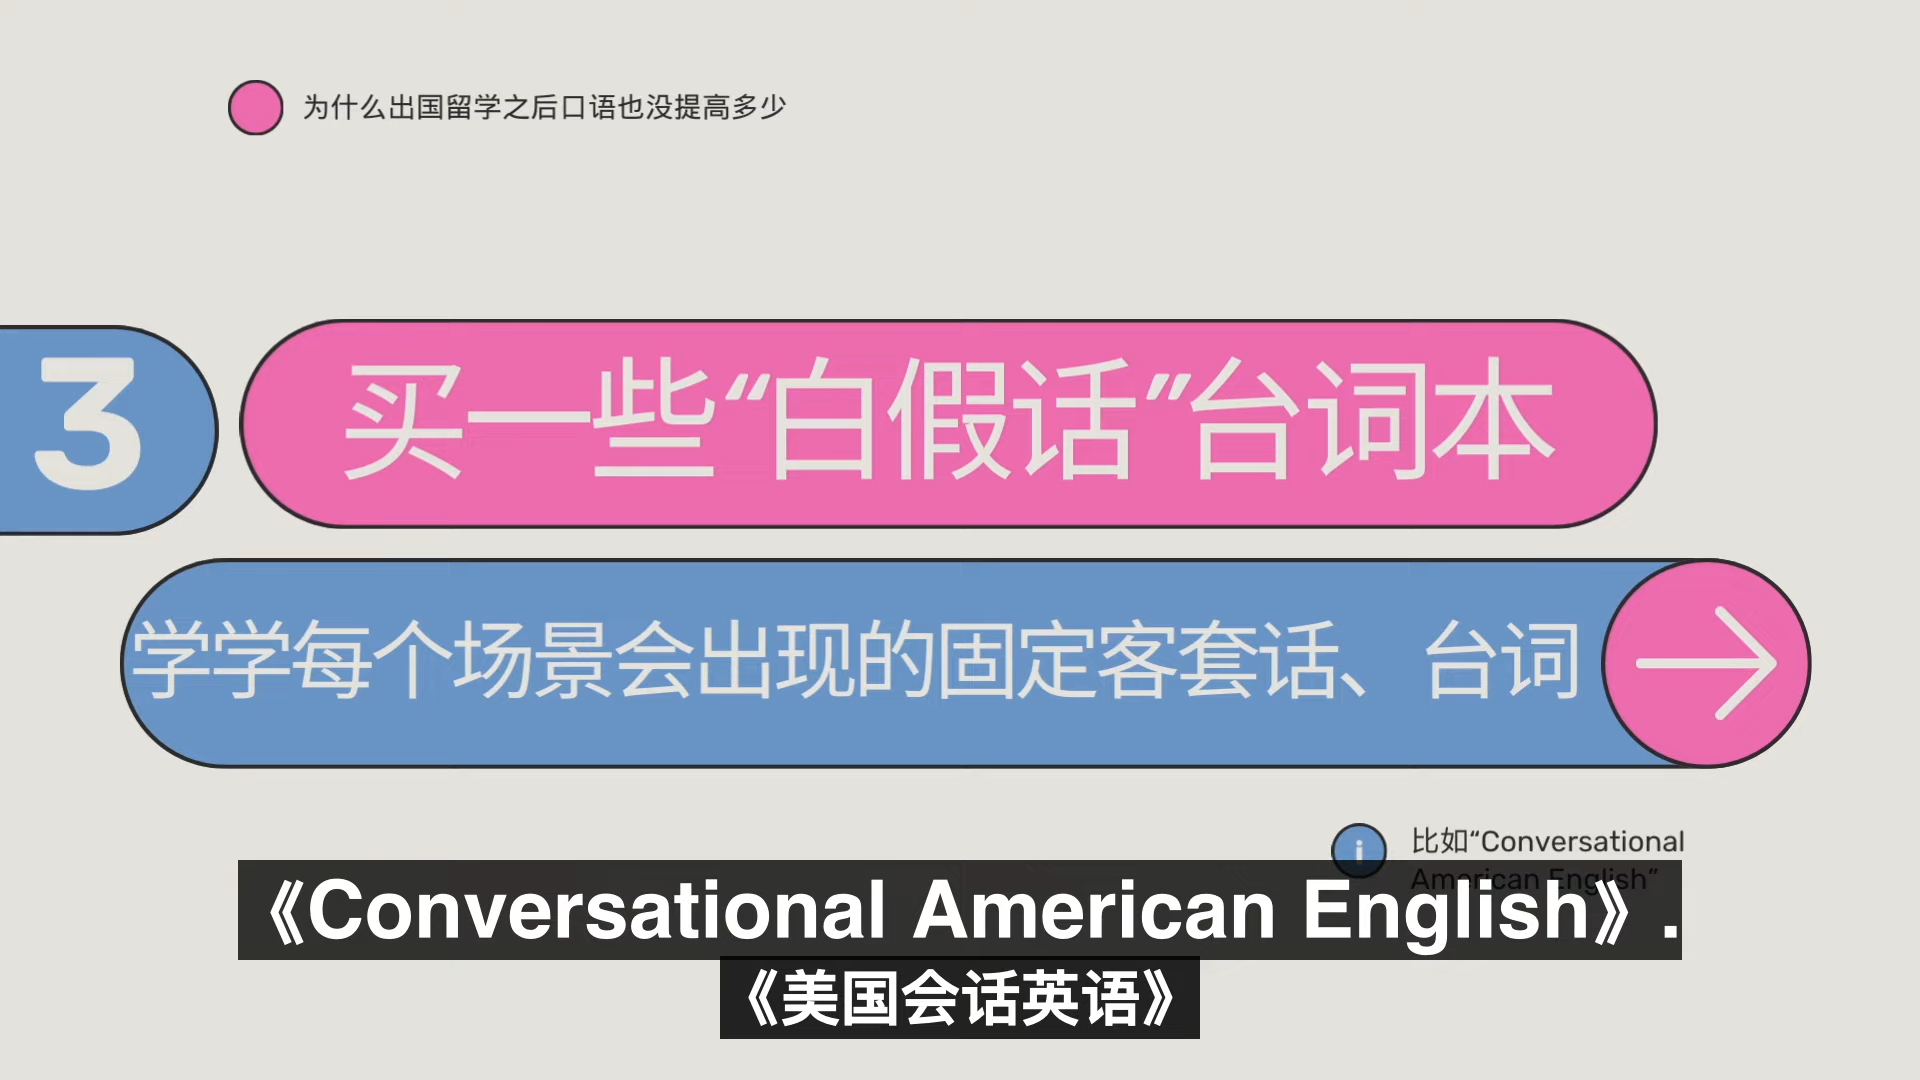 为什么出国留学之后口语也没提高多少
3
买一些“白假话”台词本
学学每个场景会出现的固定客套话、台词
i
比如“Conversational
American English”
《Conversational American English》.
《美国会话英语》